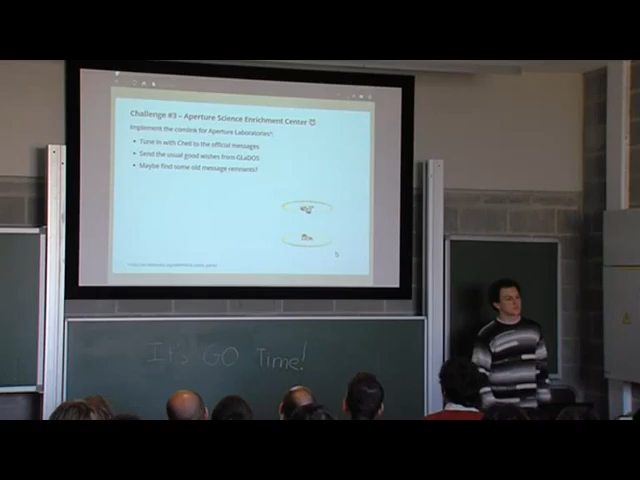 Challenge #3 – Aperture Science Enrichment Center
Implement the comlink for Aperture Laboratories¹:
• Tune in with Chell to the official messages
• Send the usual good wishes from GLaDOS
• Maybe find some old message remnants?
5
It's GO Time!